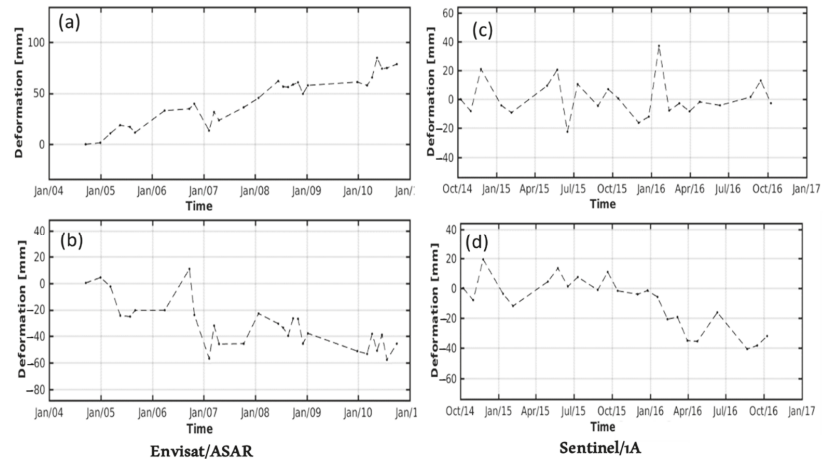 (a)
Deformation [mm]
100
50
0
Jan/04 Jan/05 Jan/06 Jan/07 Jan/08 Jan/09 Jan/10 Jan/
Time
(c)
Deformation [mm]
60
40
20
0
−20
−40
Oct/14 Jan/15 Apr/15 Jul/15 Oct/15 Jan/16 Apr/16 Jul/16 Oct/16 Jan/17
Time
(b)
Deformation [mm]
40
20
0
−20
−40
−60
−80
Jan/04 Jan/05 Jan/06 Jan/07 Jan/08 Jan/09 Jan/10 Jan/1
Time
Envisat/ASAR
(d)
Deformation [mm]
40
20
0
−20
−40
−60
Oct/14 Jan/15 Apr/15 Jul/15 Oct/15 Jan/16 Apr/16 Jul/16 Oct/16 Jan/17
Time
Sentinel/1A